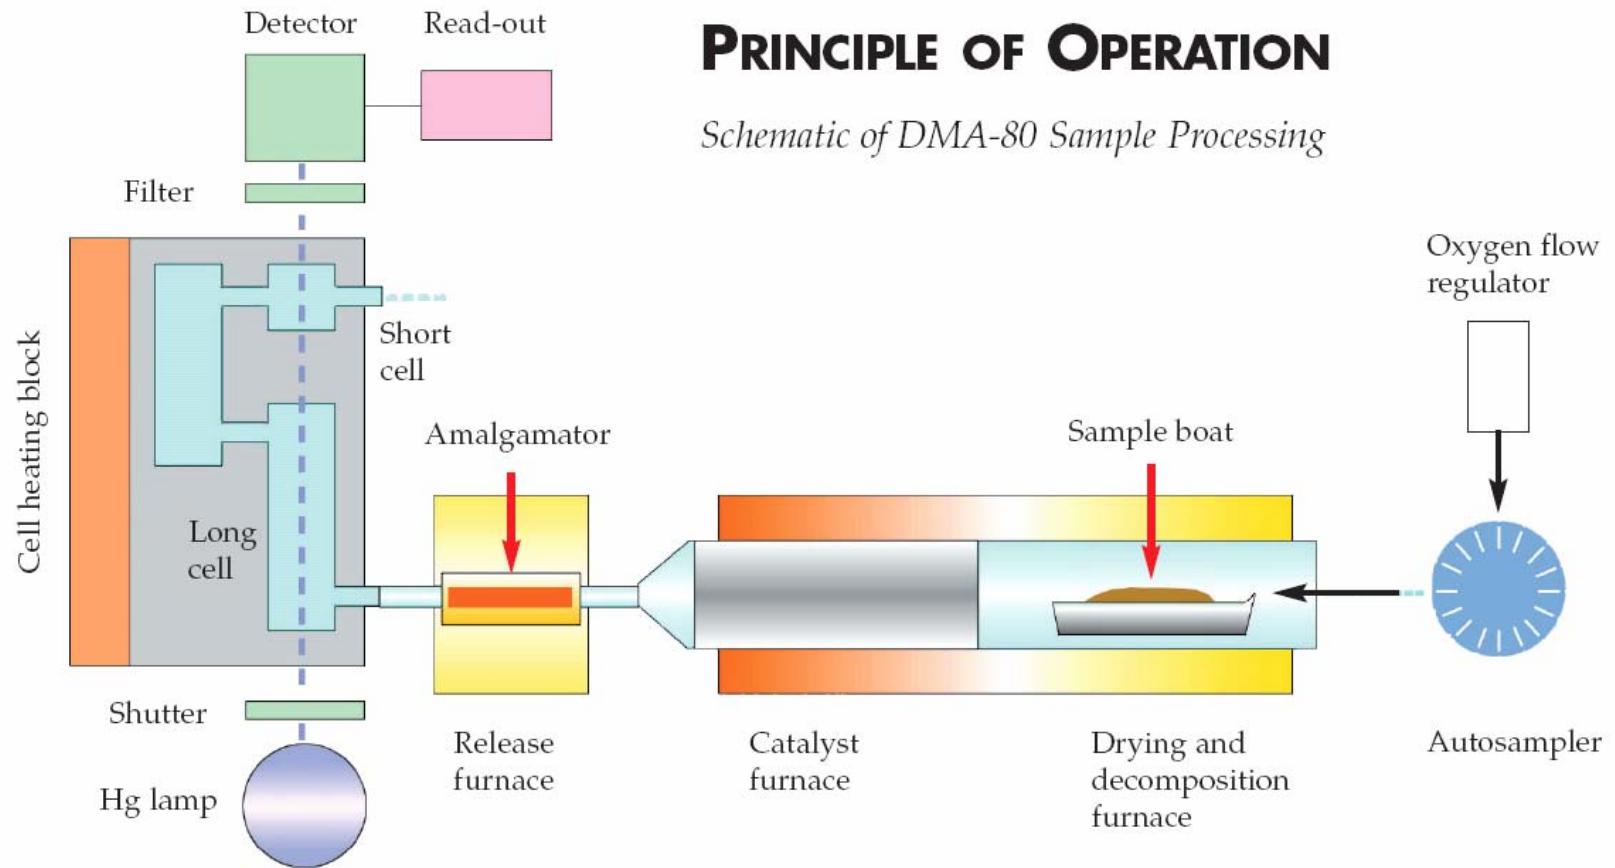 Detector
Read-out
PRINCIPLE OF OPERATION
Schematic of DMA-80 Sample Processing
Filter
Oxygen flow
regulator
Short
cell
Cell heating block
Amalgamator
Sample boat
Long
cell
Shutter
Release
furnace
Catalyst
furnace
Drying and
decomposition
furnace
Autosampler
Hg lamp